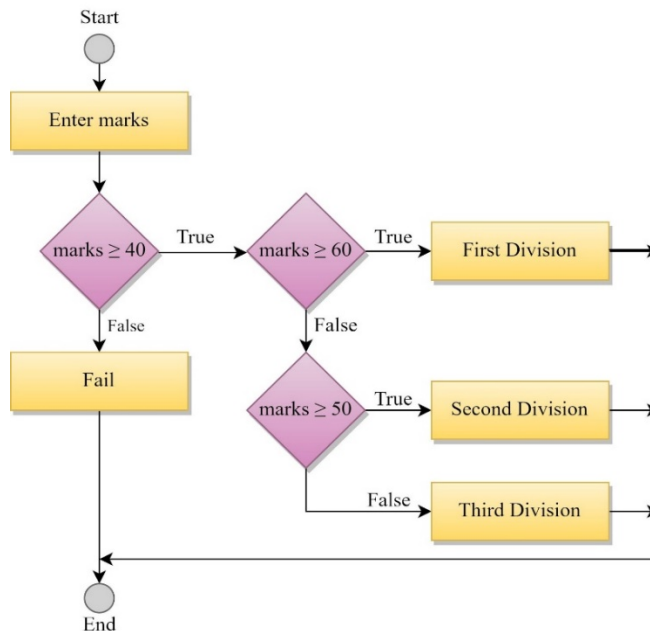 Start
Enter marks
marks ≥ 40
True
marks ≥ 60
True
First Division
False
False
Fail
marks ≥ 50
True
Second Division
False
Third Division
End